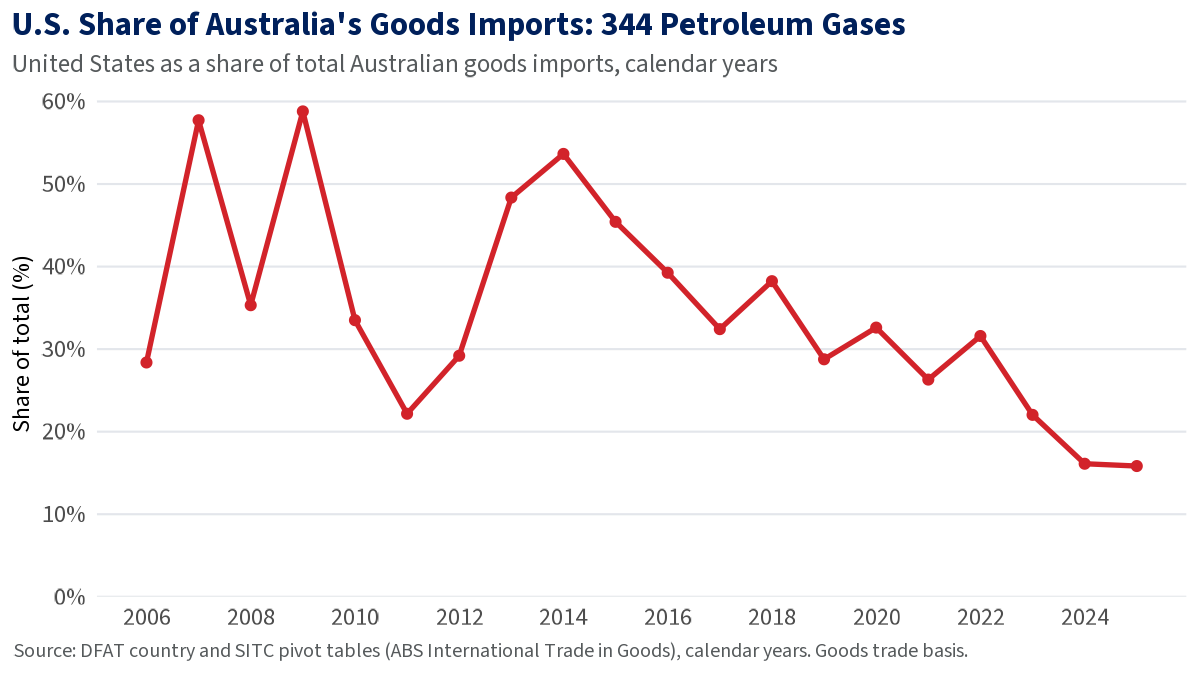 U.S. Share of Australia's Goods Imports: 344 Petroleum Gases
United States as a share of total Australian goods imports, calendar years
Share of total (%)
60%
50%
40%
30%
20%
10%
0%
2006 2008 2010 2012 2014 2016 2018 2020 2022 2024
Source: DFAT country and SITC pivot tables (ABS International Trade in Goods), calendar years. Goods trade basis.